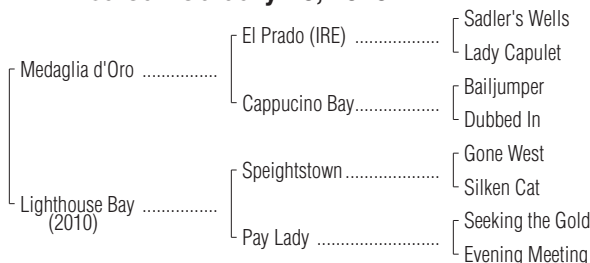 Sadler's Wells
El Prado (IRE) ...................
Lady Capulet
Medaglia d'Oro ................
Bailjumper
Cappucino Bay...................
Dubbed In
Gone West
Speightstown .....................
Silken Cat
Lighthouse Bay ................
(2010)
Seeking the Gold
Pay Lady ............................
Evening Meeting